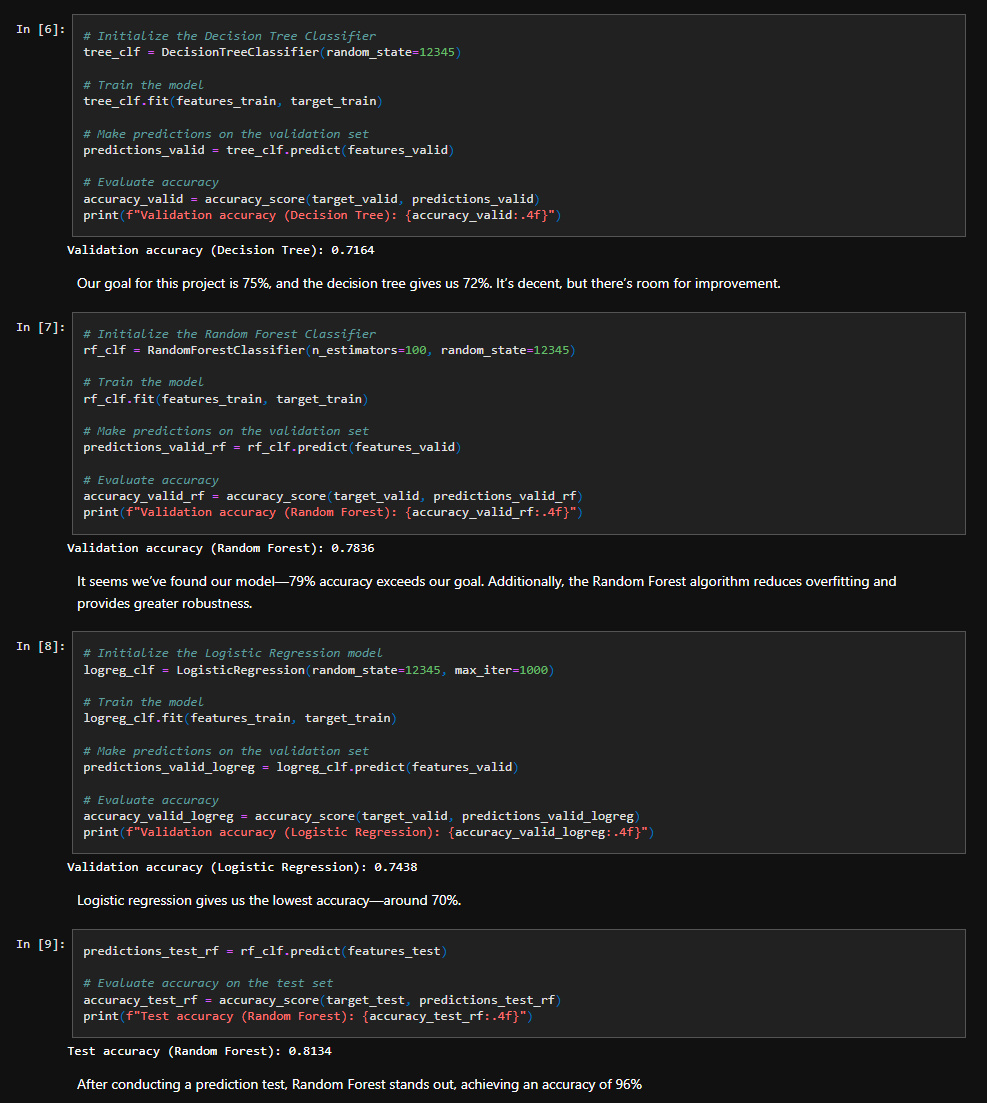 In [6]:
# Initialize the Decision Tree Classifier
tree_clf = DecisionTreeClassifier(random_state=12345)
# Train the model
tree_clf.fit(features_train, target_train)
# Make predictions on the validation set
predictions_valid = tree_clf.predict(features_valid)
# Evaluate accuracy
accuracy_valid = accuracy_score(target_valid, predictions_valid)
print(f"Validation accuracy (Decision Tree): {accuracy_valid:.4f}")
Validation accuracy (Decision Tree): 0.7164
Our goal for this project is 75%, and the decision tree gives us 72%. It’s decent, but there’s room for improvement.
In [7]:
# Initialize the Random Forest Classifier
rf_clf = RandomForestClassifier(n_estimators=100, random_state=12345)
# Train the model
rf_clf.fit(features_train, target_train)
# Make predictions on the validation set
predictions_valid_rf = rf_clf.predict(features_valid)
# Evaluate accuracy
accuracy_valid_rf = accuracy_score(target_valid, predictions_valid_rf)
print(f"Validation accuracy (Random Forest): {accuracy_valid_rf:.4f}")
Validation accuracy (Random Forest): 0.7836
It seems we’ve found our model—79% accuracy exceeds our goal. Additionally, the Random Forest algorithm reduces overfitting and
provides greater robustness.
In [8]:
# Initialize the Logistic Regression model
logreg_clf = LogisticRegression(random_state=12345, max_iter=1000)
# Train the model
logreg_clf.fit(features_train, target_train)
# Make predictions on the validation set
predictions_valid_logreg = logreg_clf.predict(features_valid)
# Evaluate accuracy
accuracy_valid_logreg = accuracy_score(target_valid, predictions_valid_logreg)
print(f"Validation accuracy (Logistic Regression): {accuracy_valid_logreg:.4f}")
Validation accuracy (Logistic Regression): 0.7438
Logistic regression gives us the lowest accuracy—around 70%.
In [9]:
predictions_test_rf = rf_clf.predict(features_test)
# Evaluate accuracy on the test set
accuracy_test_rf = accuracy_score(target_test, predictions_test_rf)
print(f"Test accuracy (Random Forest): {accuracy_test_rf:.4f}")
Test accuracy (Random Forest): 0.8134
After conducting a prediction test, Random Forest stands out, achieving an accuracy of 96%